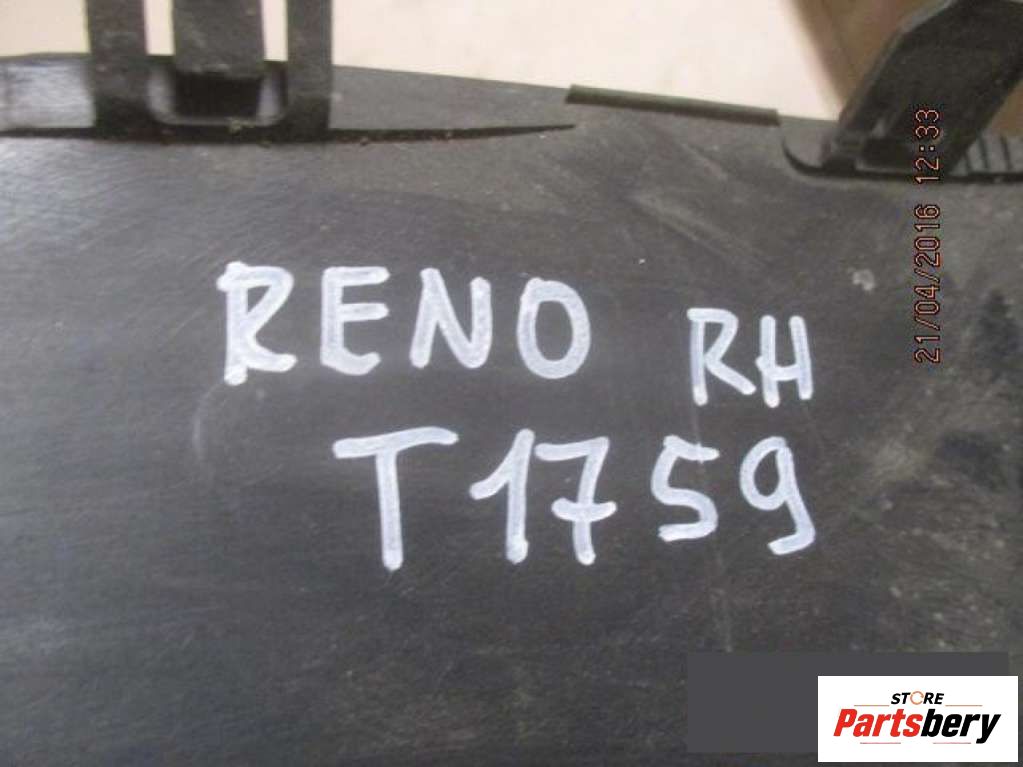 RENO RH
T1759
21/04/2016 12:33
STORE
Partsbery